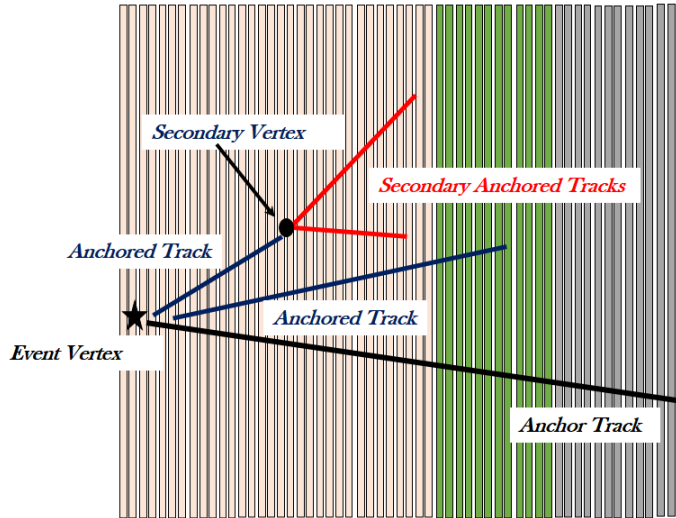 Secondary Vertex
Secondary Anchored Tracks
Anchored Track
Anchored Track
Event Vertex
Anchor Track